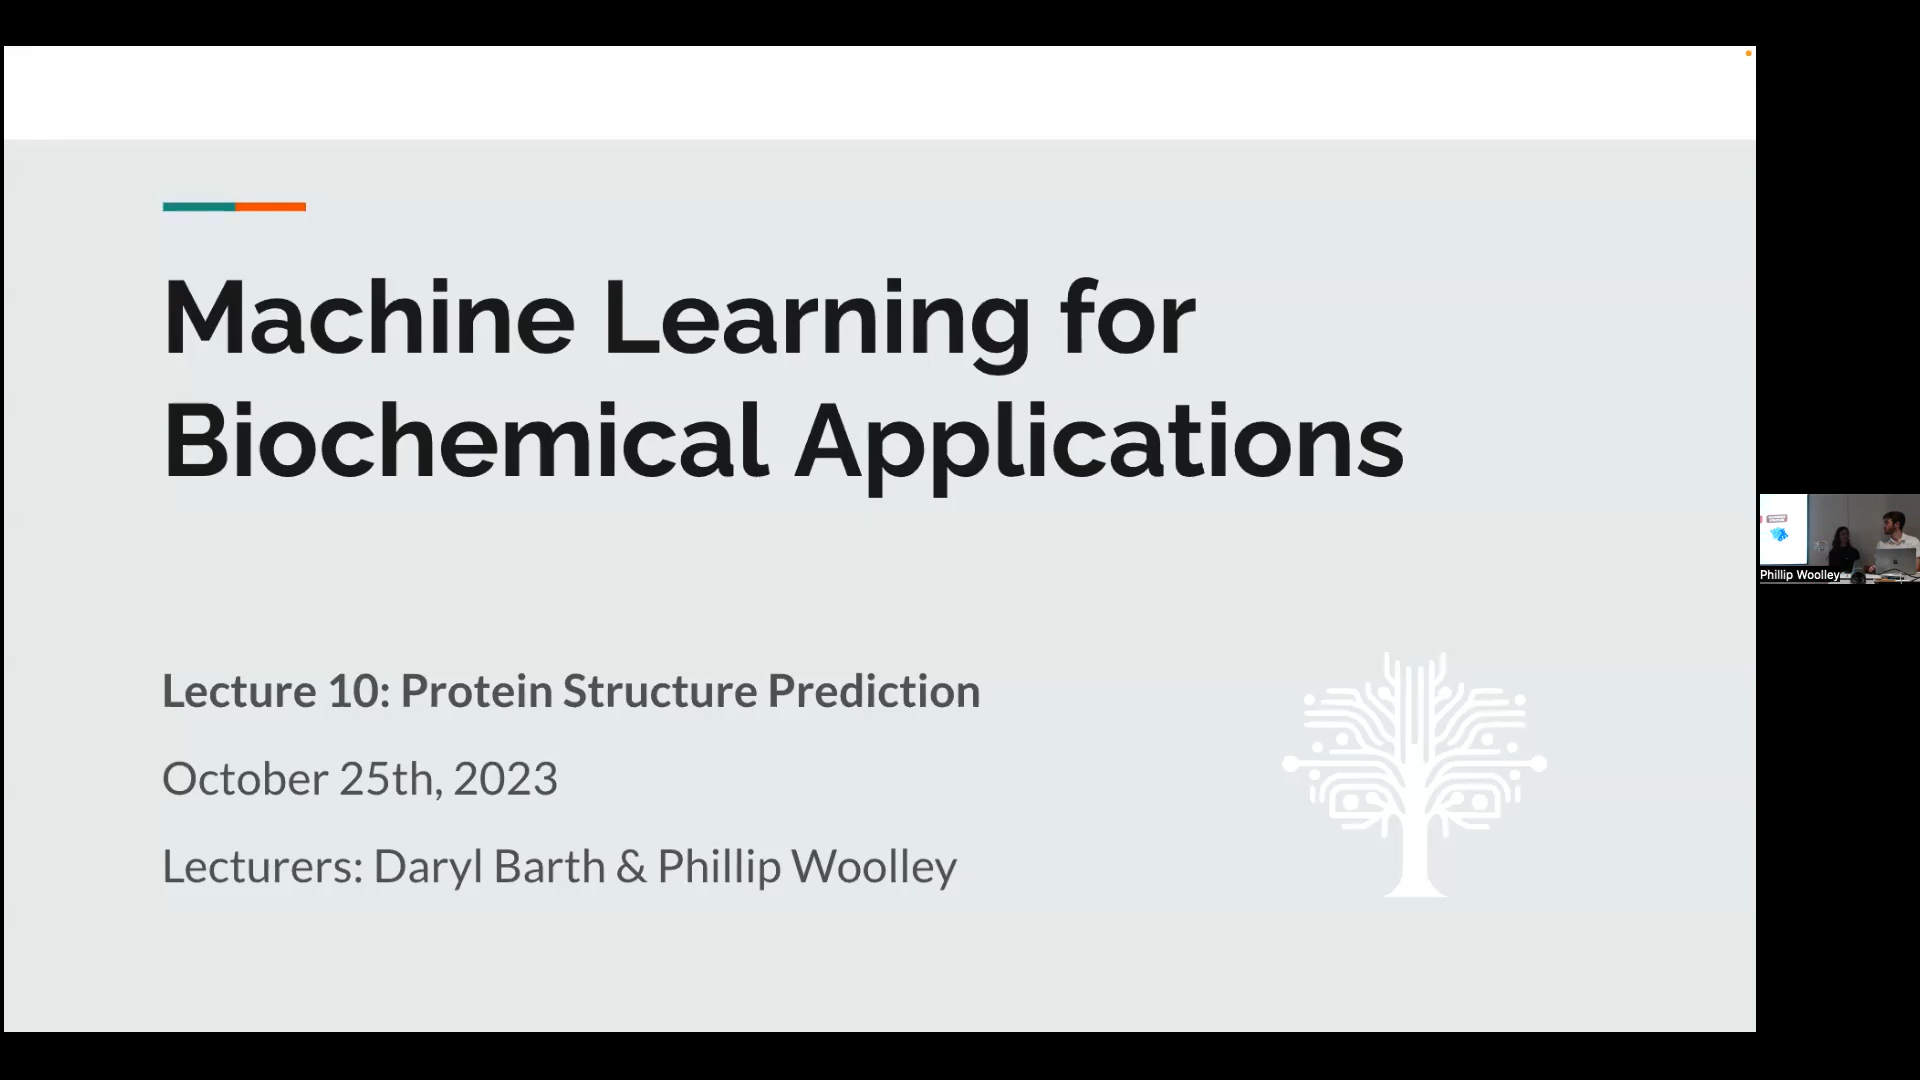 Machine Learning for
Biochemical Applications
Lecture 10: Protein Structure Prediction
October 25th, 2023
Lecturers: Daryl Barth & Phillip Woolley
Phillip Woolley